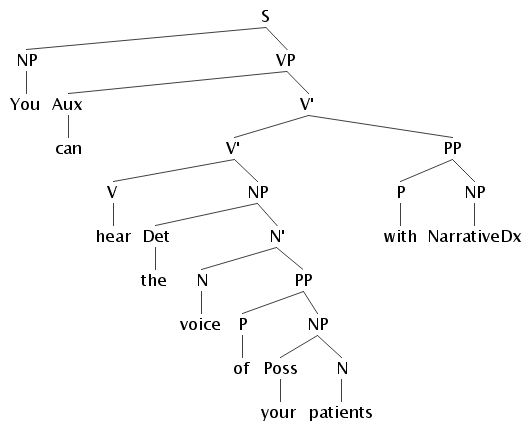 S
NP VP
You Aux V'
can V' PP
V NP P NP
hear Det N' with NarrativeDx
the N PP
voice P NP
of Poss N
your patients